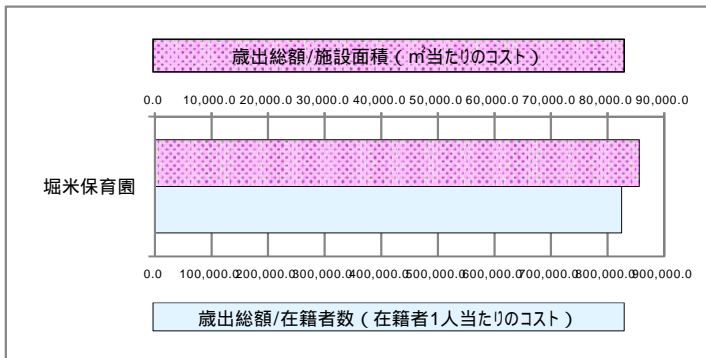 歳出総額/施設面積（㎡当たりのコスト）
0.0 10,000.0 20,000.0 30,000.0 40,000.0 50,000.0 60,000.0 70,000.0 80,000.0 90,000.0
堀米保育園
0.0 100,000.0 200,000.0 300,000.0 400,000.0 500,000.0 600,000.0 700,000.0 800,000.0 900,000.0
歳出総額/在籍者数（在籍者1人当たりのコスト）